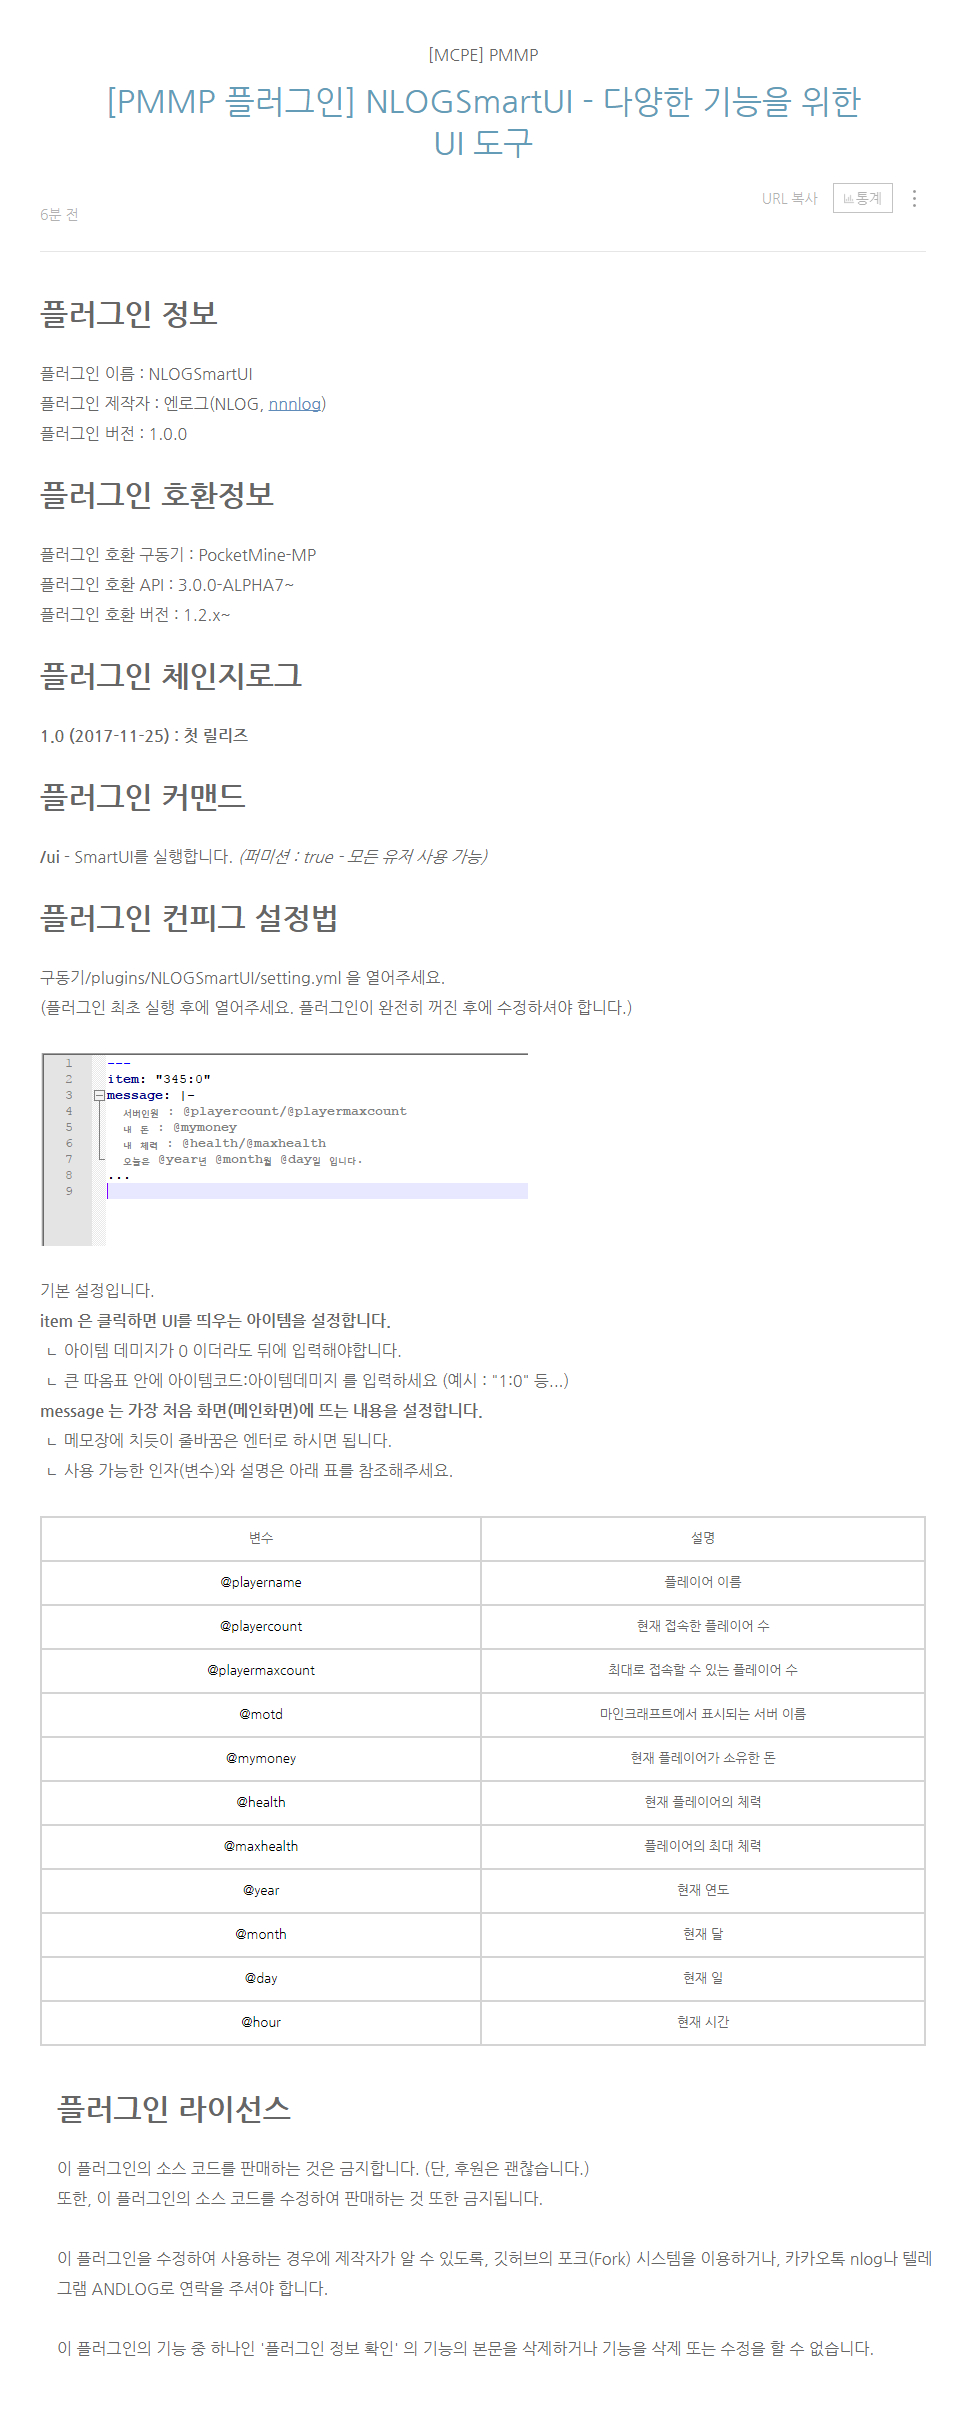 [MCPE] PMMP
[PMMP 플러그인] NLOGSmartUI - 다양한 기능을 위한
UI 도구
URL 복사 통계
6분 전
플러그인 정보
플러그인 이름 : NLOGSmartUI
플러그인 제작자 : 엔로그(NLOG, nnnlog)
플러그인 버전 : 1.0.0
플러그인 호환정보
플러그인 호환 구동기 : PocketMine-MP
플러그인 호환 API : 3.0.0-ALPHA7~
플러그인 호환 버전 : 1.2.x~
플러그인 체인지로그
1.0 (2017-11-25) : 첫 릴리즈
플러그인 커맨드
/ui - SmartUI를 실행합니다. (퍼미션 : true - 모든 유저 사용 가능)
플러그인 컨피그 설정법
구동기/plugins/NLOGSmartUI/setting.yml 을 열어주세요.
(플러그인 최초 실행 후에 열어주세요. 플러그인이 완전히 꺼진 후에 수정하셔야 합니다.)
1 ---
2 item: "345:0"
3 message: |-
4 서버인원 : @playercount/@playermaxcount
5 내 돈 : @mymoney
6 내 체력 : @health/@maxhealth
7 오늘은 @year년 @month월 @day일 입니다.
8 ...
9
기본 설정입니다.
item 은 클릭하면 UI를 띄우는 아이템을 설정합니다.
ㄴ 아이템 데미지가 0 이더라도 뒤에 입력해야합니다.
ㄴ 큰 따옴표 안에 아이템코드:아이템데미지 를 입력하세요 (예시 : "1:0" 등...)
message 는 가장 처음 화면(메인화면)에 뜨는 내용을 설정합니다.
ㄴ 메모장에 치듯이 줄바꿈은 엔터로 하시면 됩니다.
ㄴ 사용 가능한 인자(변수)와 설명은 아래 표를 참조해주세요.
변수 설명
@playername 플레이어 이름
@playercount 현재 접속한 플레이어 수
@playermaxcount 최대로 접속할 수 있는 플레이어 수
@motd 마인크래프트에서 표시되는 서버 이름
@mymoney 현재 플레이어가 소유한 돈
@health 현재 플레이어의 체력
@maxhealth 플레이어의 최대 체력
@year 현재 연도
@month 현재 달
@day 현재 일
@hour 현재 시간
플러그인 라이선스
이 플러그인의 소스 코드를 판매하는 것은 금지합니다. (단, 후원은 괜찮습니다.)
또한, 이 플러그인의 소스 코드를 수정하여 판매하는 것 또한 금지됩니다.
이 플러그인을 수정하여 사용하는 경우에 제작자가 알 수 있도록, 깃허브의 포크(Fork) 시스템을 이용하거나, 카카오톡 nlog나 텔레
그램 ANDLOG로 연락을 주셔야 합니다.
이 플러그인의 기능 중 하나인 '플러그인 정보 확인' 의 기능의 본문을 삭제하거나 기능을 삭제 또는 수정을 할 수 없습니다.